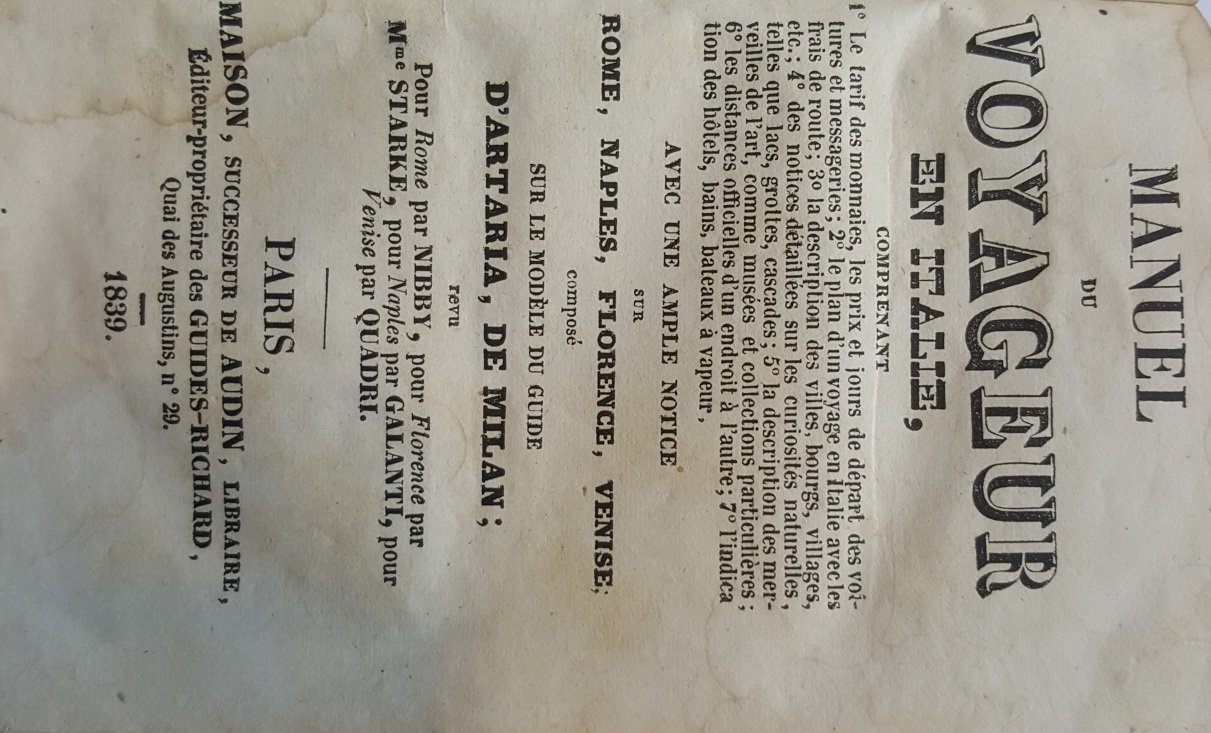 MANUEL
DU
VOYAGEUR
EN ITALIE,
COMPRENANT
1° Le tarif des monnaies, les prix et jours de départ des voi-
tures et messageries; 2° le plan d'un voyage en Italie avec les
frais de route; 3° la description des villes, bourgs, villages,
etc.; 4° des notices détaillées sur les curiosités naturelles,
telles que lacs, grottes, cascades; 5° la description des mer-
veilles de l'art, comme musées et collections particulières;
6° les distances officielles d'un endroit à l'autre; 7° l'indica
tion des hôtels, bains, bateaux à vapeur,
AVEC UNE AMPLE NOTICE
SUR
ROME, NAPLES, FLORENCE, VENISE;
composé
SUR LE MODÈLE DU GUIDE
D'ARTARIA, DE MILAN;
revu
Pour Rome par NIBBY, pour Florence par
Mme STARKE, pour Naples par GALANTI, pour
Venise par QUADRI.
PARIS,
MAISON, SUCCESSEUR DE AUDIN, LIBRAIRE,
Éditeur-propriétaire des GUIDES-RICHARD,
Quai des Augustins, n° 29.
1839.